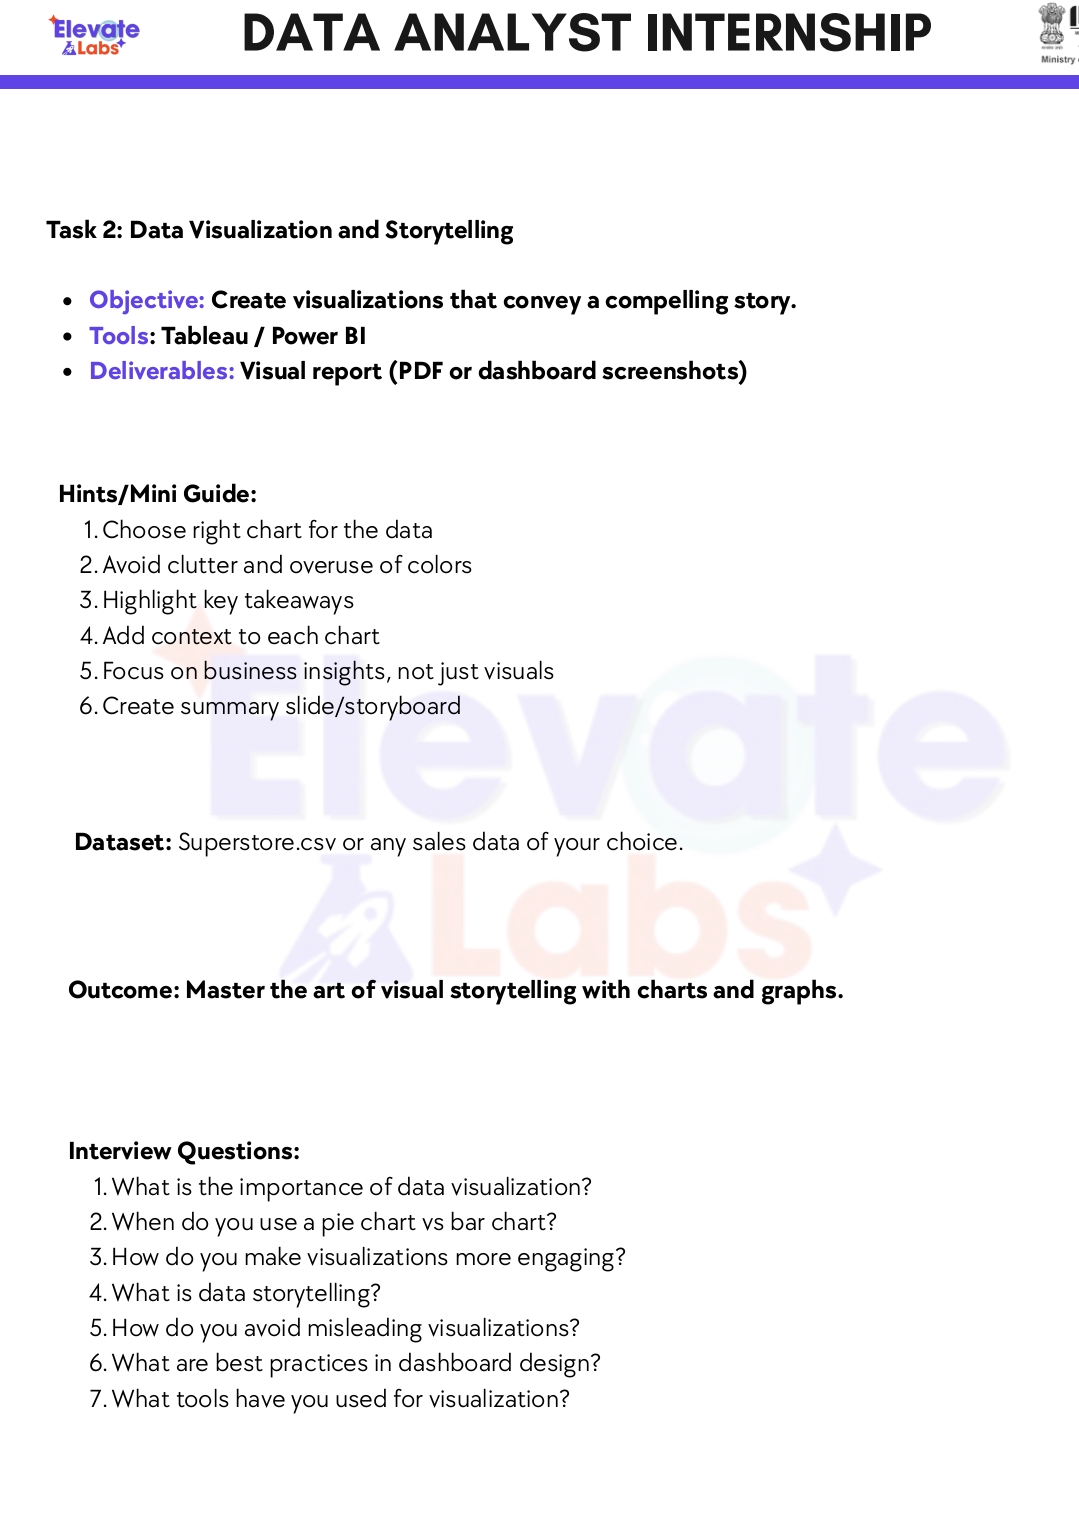 Elevate
Labs
DATA ANALYST INTERNSHIP
Ministry
Task 2: Data Visualization and Storytelling
• Objective: Create visualizations that convey a compelling story.
• Tools: Tableau / Power BI
• Deliverables: Visual report (PDF or dashboard screenshots)
Hints/Mini Guide:
1. Choose right chart for the data
2. Avoid clutter and overuse of colors
3. Highlight key takeaways
4. Add context to each chart
5. Focus on business insights, not just visuals
6. Create summary slide/storyboard
Elevate
Dataset: Superstore.csv or any sales data of your choice.
Labs
Outcome: Master the art of visual storytelling with charts and graphs.
Interview Questions:
1. What is the importance of data visualization?
2. When do you use a pie chart vs bar chart?
3. How do you make visualizations more engaging?
4. What is data storytelling?
5. How do you avoid misleading visualizations?
6. What are best practices in dashboard design?
7. What tools have you used for visualization?